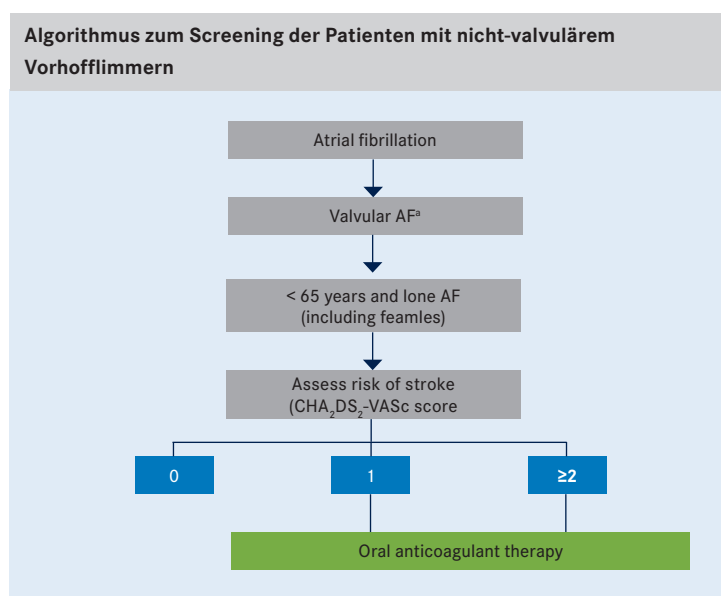 Algorithmus zum Screening der Patienten mit nicht-valvulärem
Vorhofflimmern
Atrial fibrillation
Valvular AFᵃ
< 65 years and lone AF
(including feamles)
Assess risk of stroke
(CHA₂DS₂-VASc score
0
1
≥2
Oral anticoagulant therapy